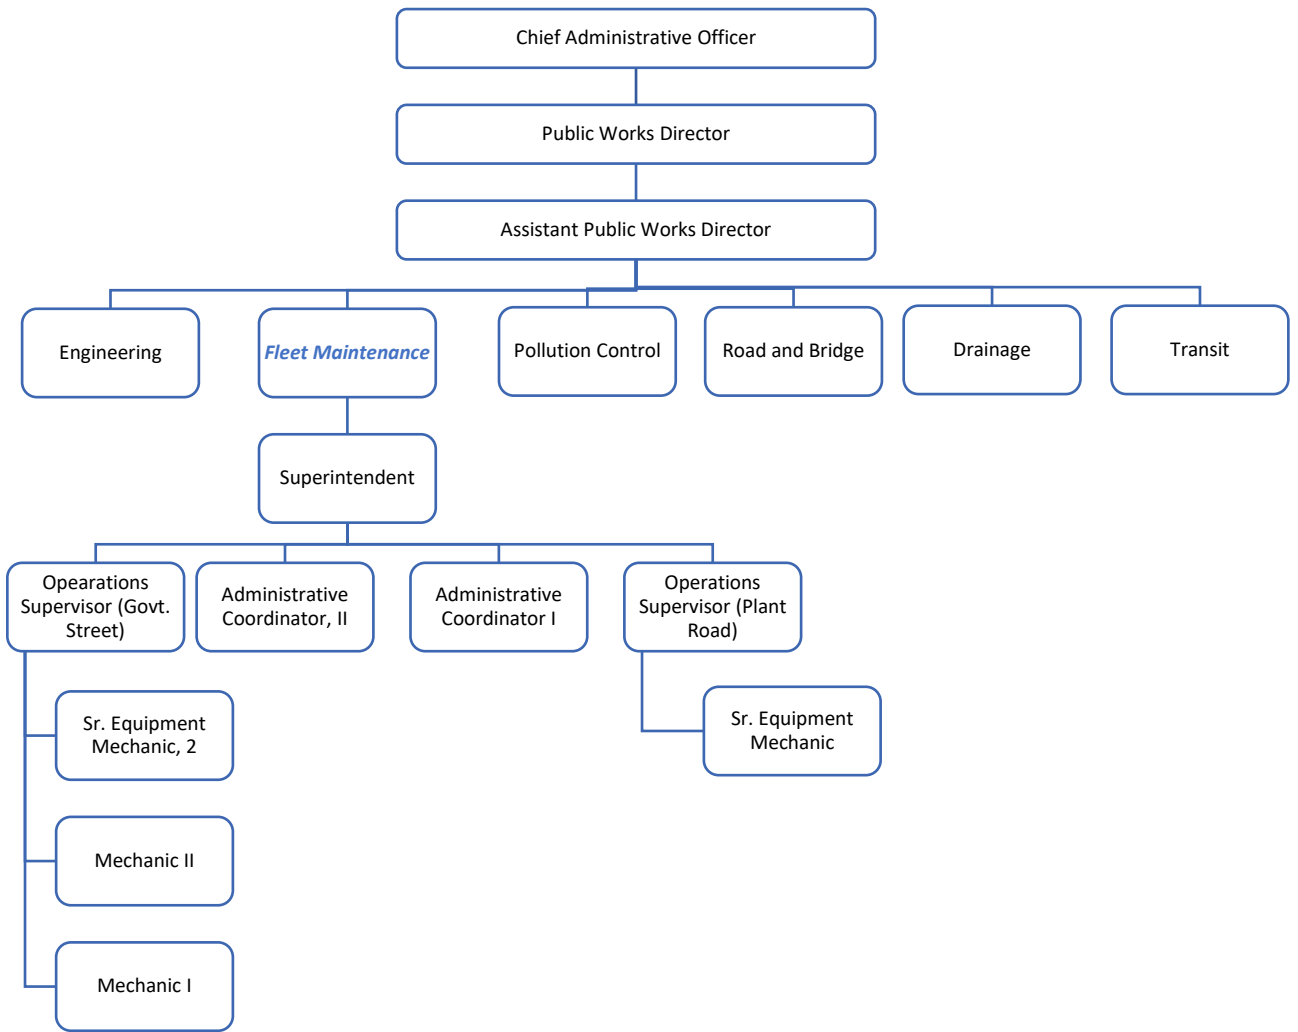 Chief Administrative Officer
Public Works Director
Assistant Public Works Director
Engineering
Fleet Maintenance
Pollution Control
Road and Bridge
Drainage
Transit
Superintendent
Opearations
Supervisor (Govt.
Street)
Administrative
Coordinator, II
Administrative
Coordinator I
Operations
Supervisor (Plant
Road)
Sr. Equipment
Mechanic, 2
Sr. Equipment
Mechanic
Mechanic II
Mechanic I